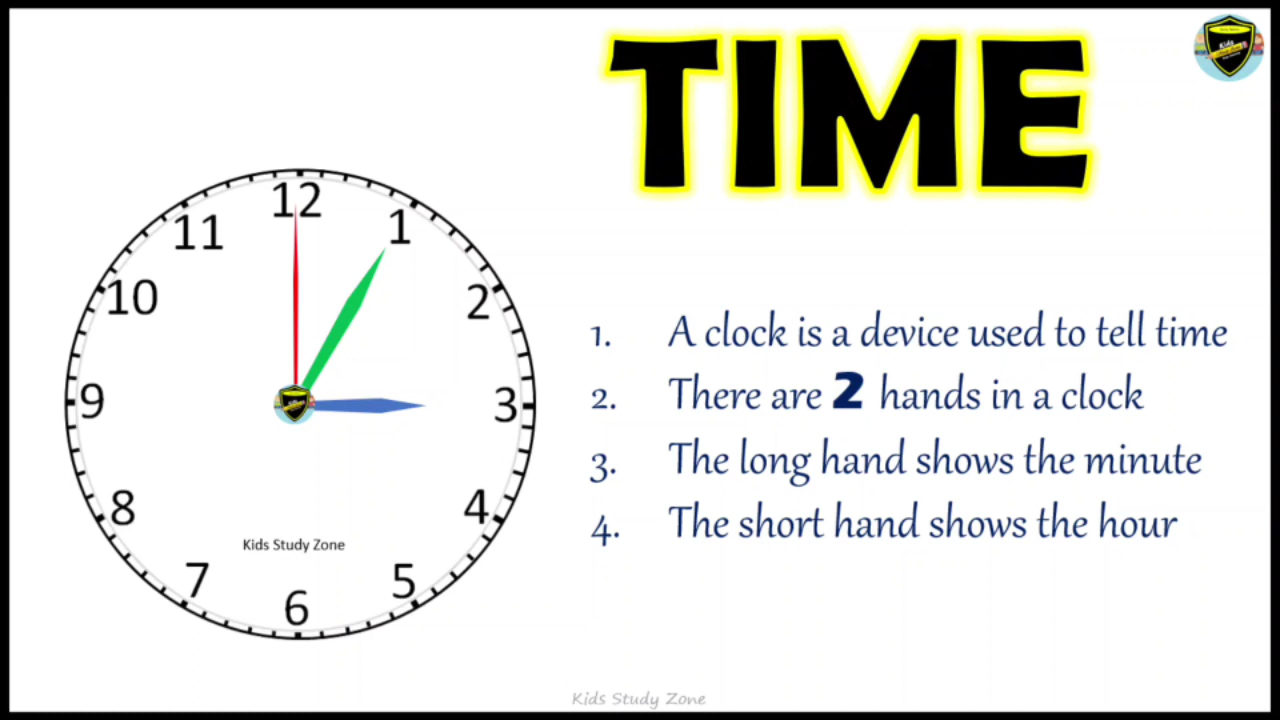 TIME
12
11
1
10
2
9
3
8
4
7
5
6
Kids Study Zone
1. A clock is a device used to tell time
2. There are 2 hands in a clock
3. The long hand shows the minute
4. The short hand shows the hour
Kids Study Zone